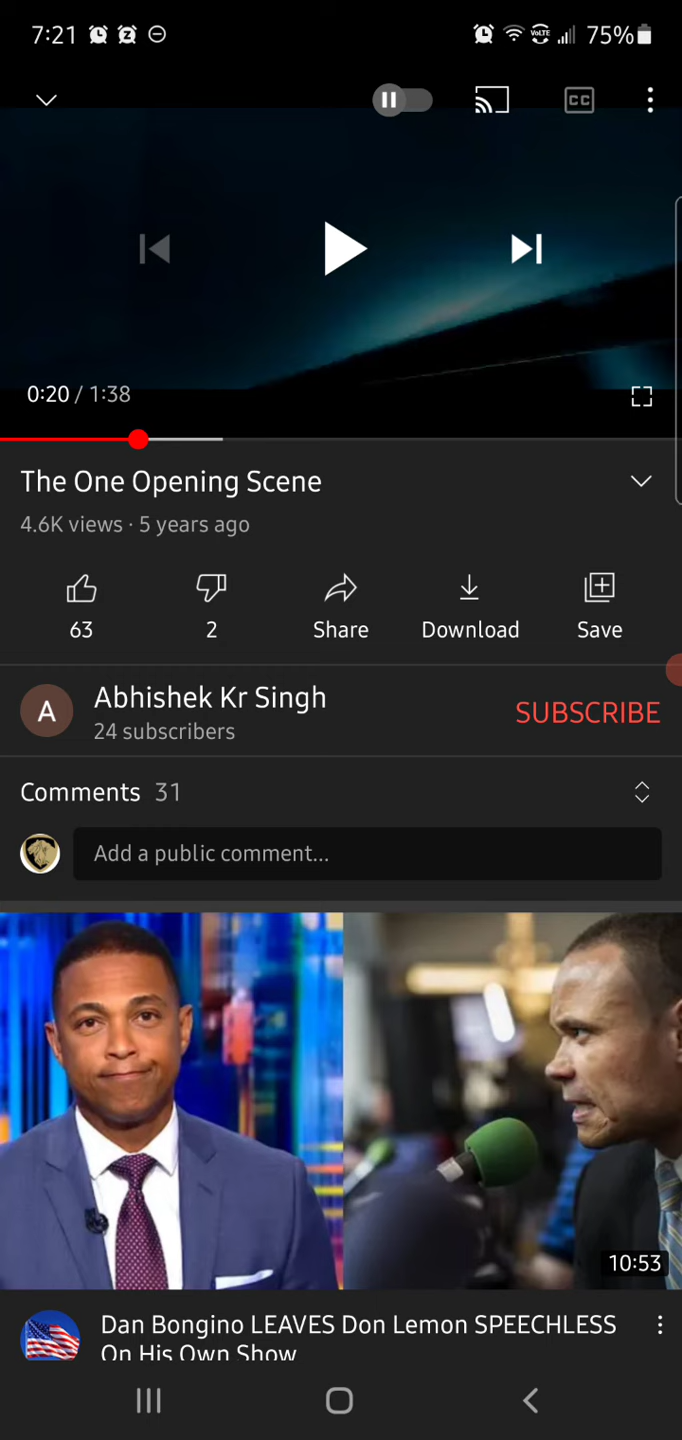 7:21
VoLTE
75%
CC
0:20 / 1:38
The One Opening Scene
4.6K views · 5 years ago
63
2
Share
Download
Save
A
Abhishek Kr Singh
24 subscribers
SUBSCRIBE
Comments 31
Add a public comment...
10:53
Dan Bongino LEAVES Don Lemon SPEECHLESS
On His Own Show